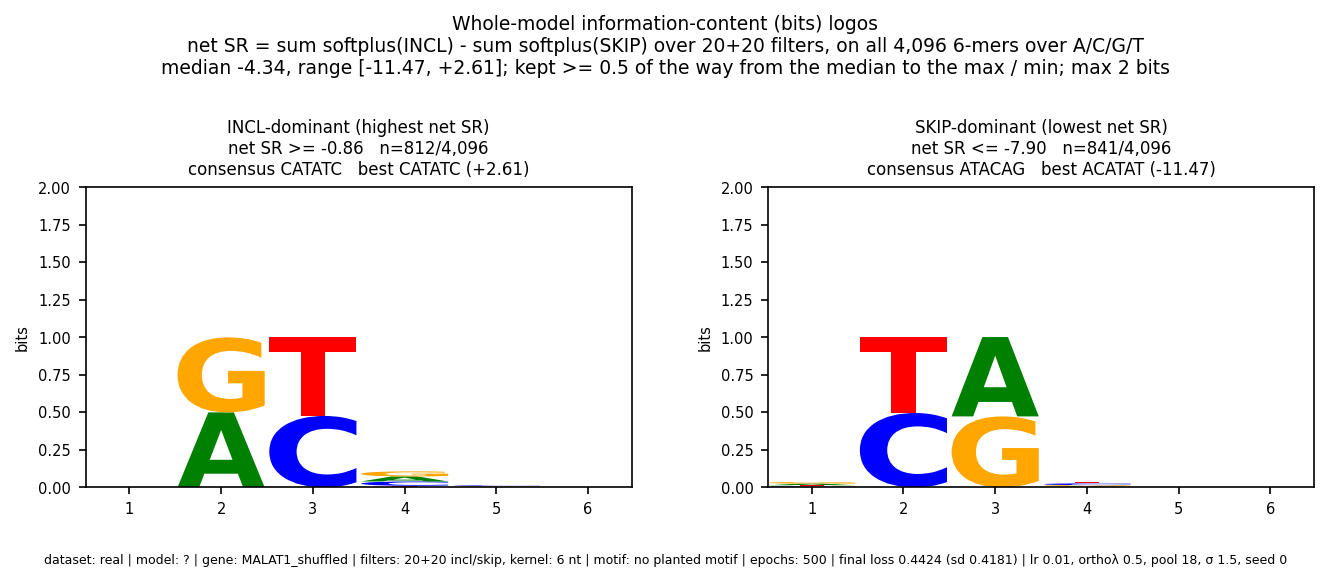 Whole-model information-content (bits) logos
net SR = sum softplus(INCL) - sum softplus(SKIP) over 20+20 filters, on all 4,096 6-mers over A/C/G/T
median -4.34, range [-11.47, +2.61]; kept >= 0.5 of the way from the median to the max / min; max 2 bits
INCL-dominant (highest net SR)
net SR >= -0.86 n=812/4,096
consensus CATATC best CATATC (+2.61)
2.00
1.75
1.50
1.25
1.00
0.75
0.50
0.25
0.00
bits
G T
A C
1 2 3 4 5 6
SKIP-dominant (lowest net SR)
net SR <= -7.90 n=841/4,096
consensus ATACAG best ACATAT (-11.47)
2.00
1.75
1.50
1.25
1.00
0.75
0.50
0.25
0.00
bits
T A
C G
1 2 3 4 5 6
dataset: real | model: ? | gene: MALAT1_shuffled | filters: 20+20 incl/skip, kernel: 6 nt | motif: no planted motif | epochs: 500 | final loss 0.4424 (sd 0.4181) | lr 0.01, orthoλ 0.5, pool 18, σ 1.5, seed 0